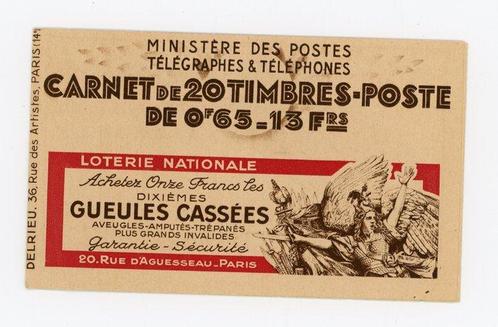 MINISTÈRE DES POSTES
TÉLÉGRAPHES & TÉLÉPHONES
CARNET DE 20 TIMBRES-POSTE
DE 0F65-13 FRS
LOTERIE NATIONALE
Achetez Onze Francs les
DIXIÈMES
GUEULES CASSÉES
AVEUGLES-AMPUTÉS-TRÉPANÉS
PLUS GRANDS INVALIDES
Garantie-Sécurité
20. RUE D'AGUESSEAU-PARIS
DELRIEU. 36, Rue des Artistes, PARIS (14e